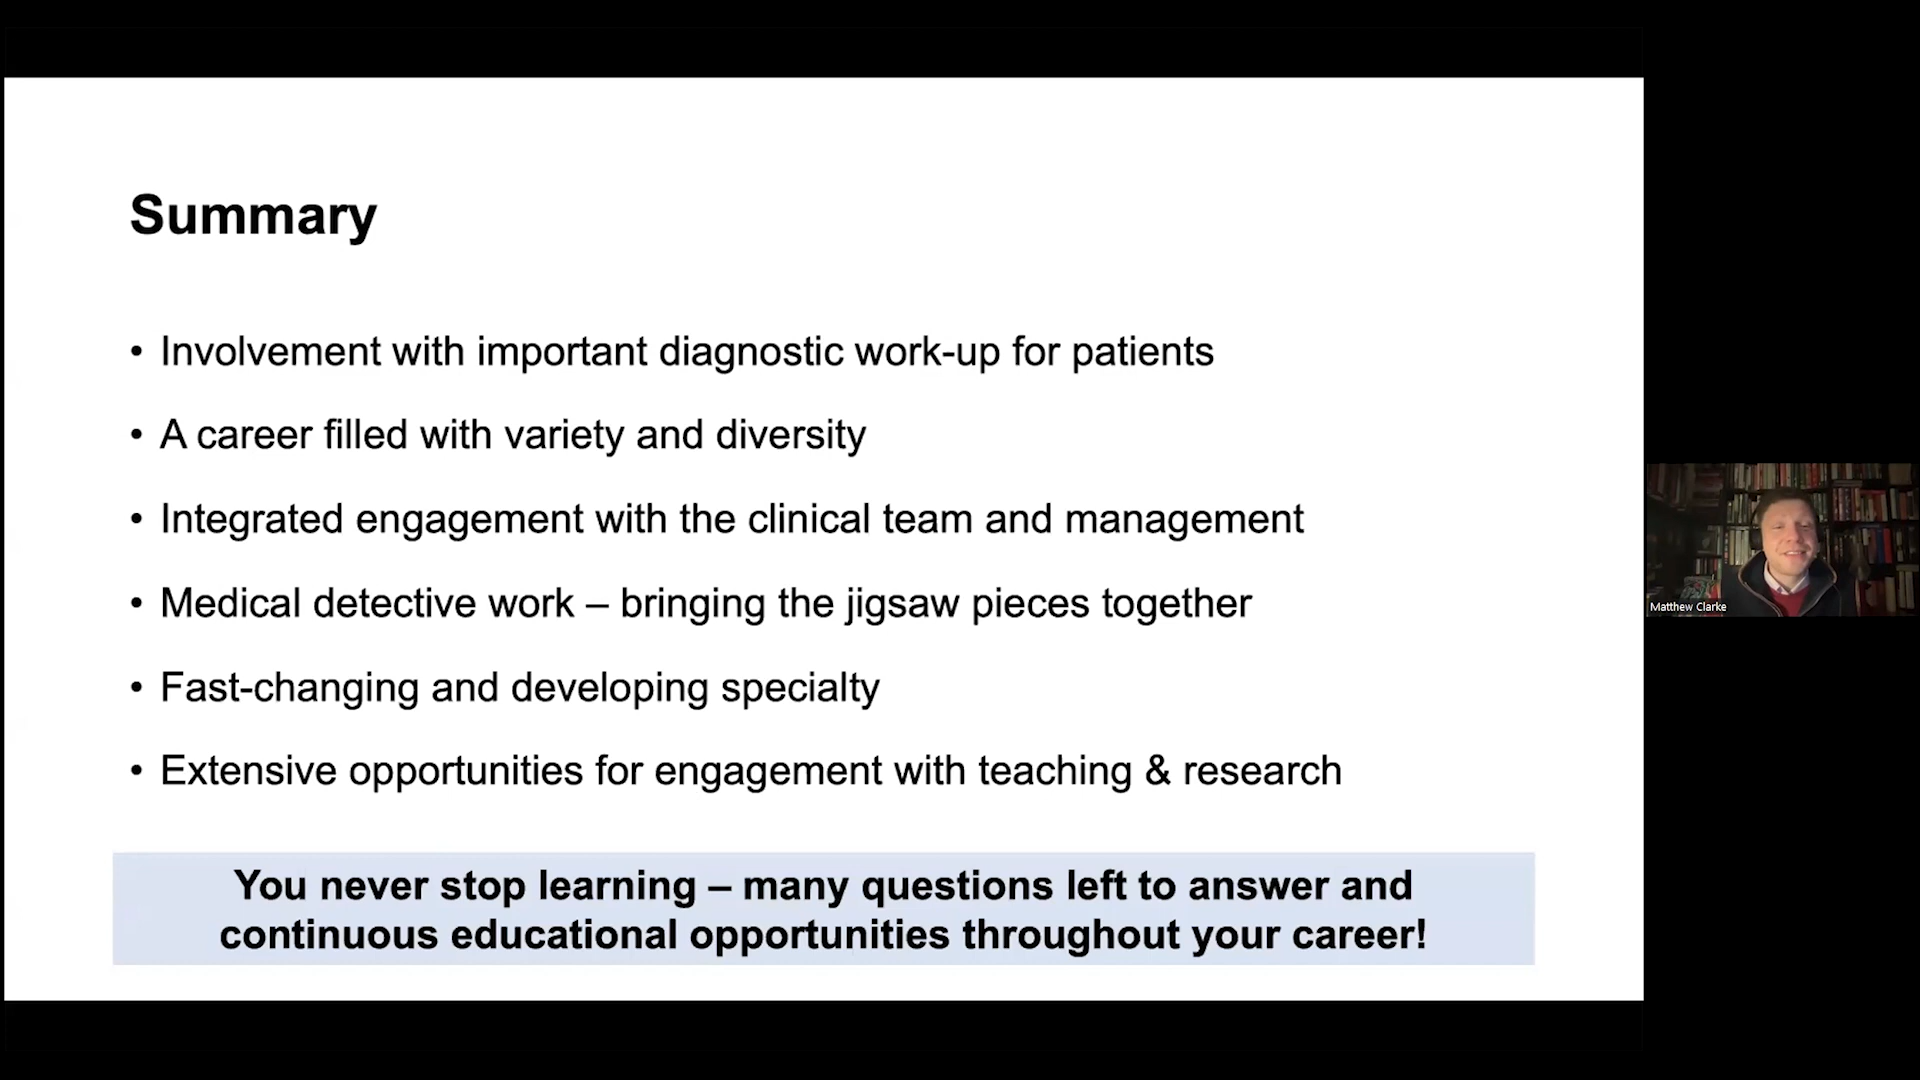 Summary
• Involvement with important diagnostic work-up for patients
• A career filled with variety and diversity
• Integrated engagement with the clinical team and management
• Medical detective work – bringing the jigsaw pieces together
• Fast-changing and developing specialty
• Extensive opportunities for engagement with teaching & research
You never stop learning – many questions left to answer and
continuous educational opportunities throughout your career!
Matthew Clarke